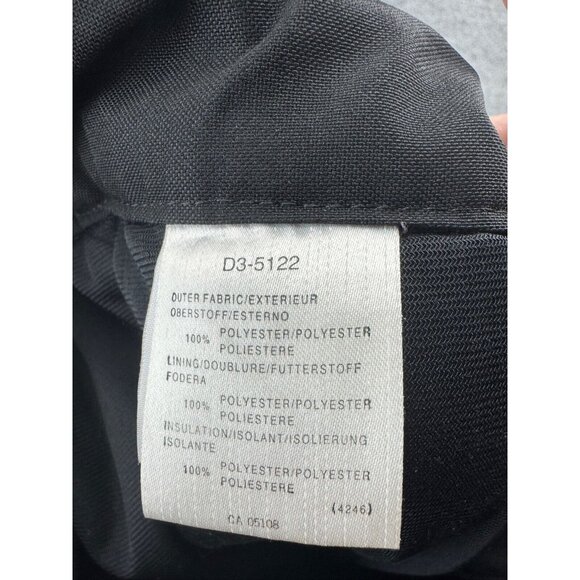 D3-5122
OUTER FABRIC/EXTERIEUR
OBERSTOFF/ESTERNO
100% POLYESTER/POLYESTER
POLIESTERE
LINING/DOUBLURE/FUTTERSTOFF
FODERA
100% POLYESTER/POLYESTER
POLIESTERE
INSULATION/ISOLANT/ISOLIERUNG
ISOLANTE
100% POLYESTER/POLYESTER
POLIESTERE
(4246)
CA 05108